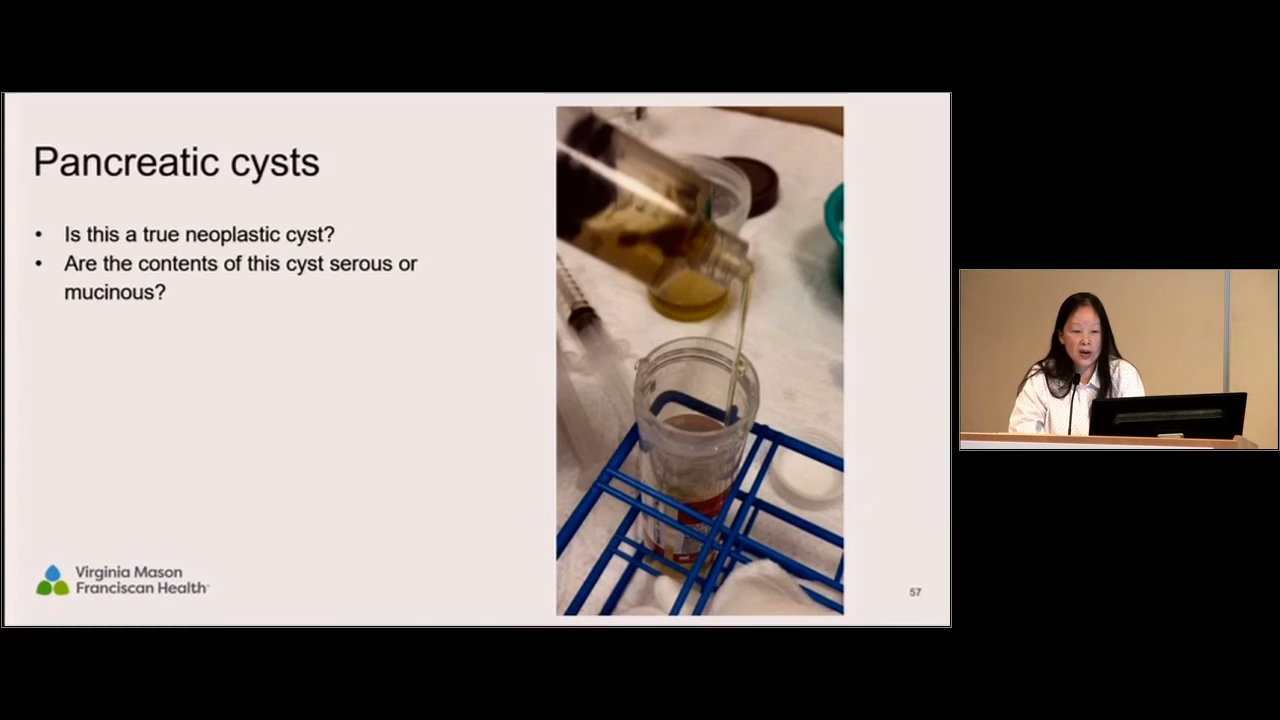 Pancreatic cysts
• Is this a true neoplastic cyst?
• Are the contents of this cyst serous or
mucinous?
Virginia Mason
Franciscan Health
57